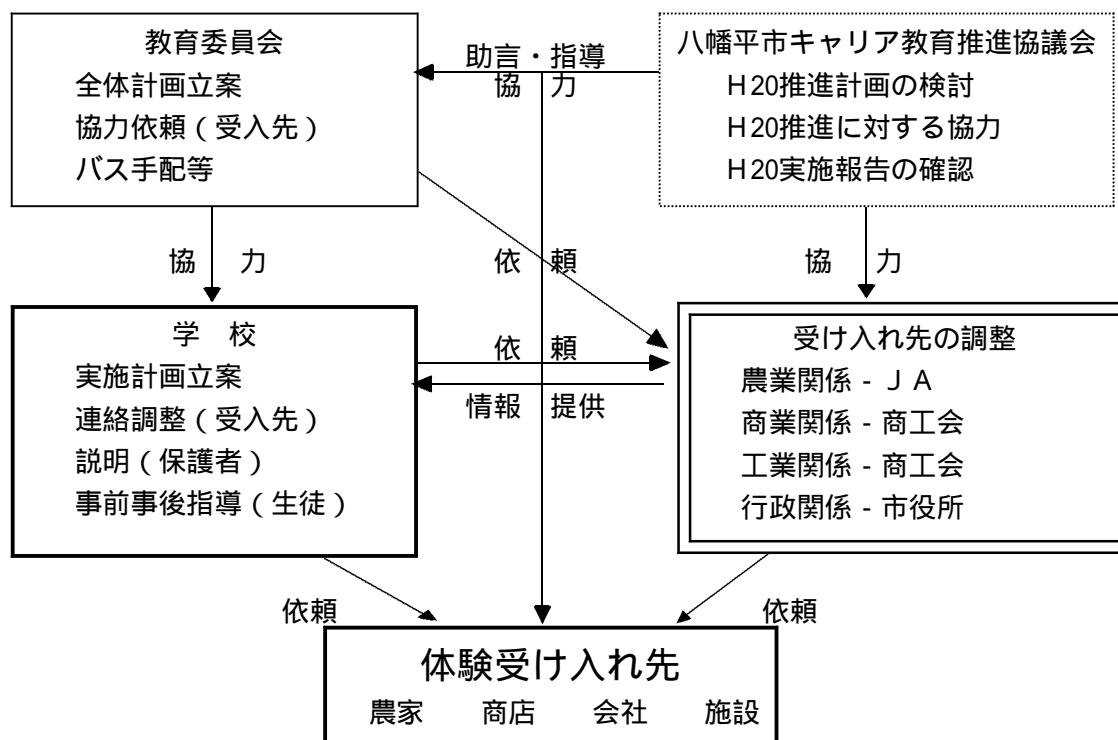 教育委員会
全体計画立案
協力依頼（受入先）
バス手配等
助言・指導
協 力
八幡平市キャリア教育推進協議会
H20推進計画の検討
H20推進に対する協力
H20実施報告の確認
協 力
依 頼
協 力
学 校
実施計画立案
連絡調整（受入先）
説明（保護者）
事前事後指導（生徒）
依 頼
情報 提供
受け入れ先の調整
農業関係 - ＪＡ
商業関係 - 商工会
工業関係 - 商工会
行政関係 - 市役所
依頼
依頼
体験受け入れ先
農家 商店 会社 施設